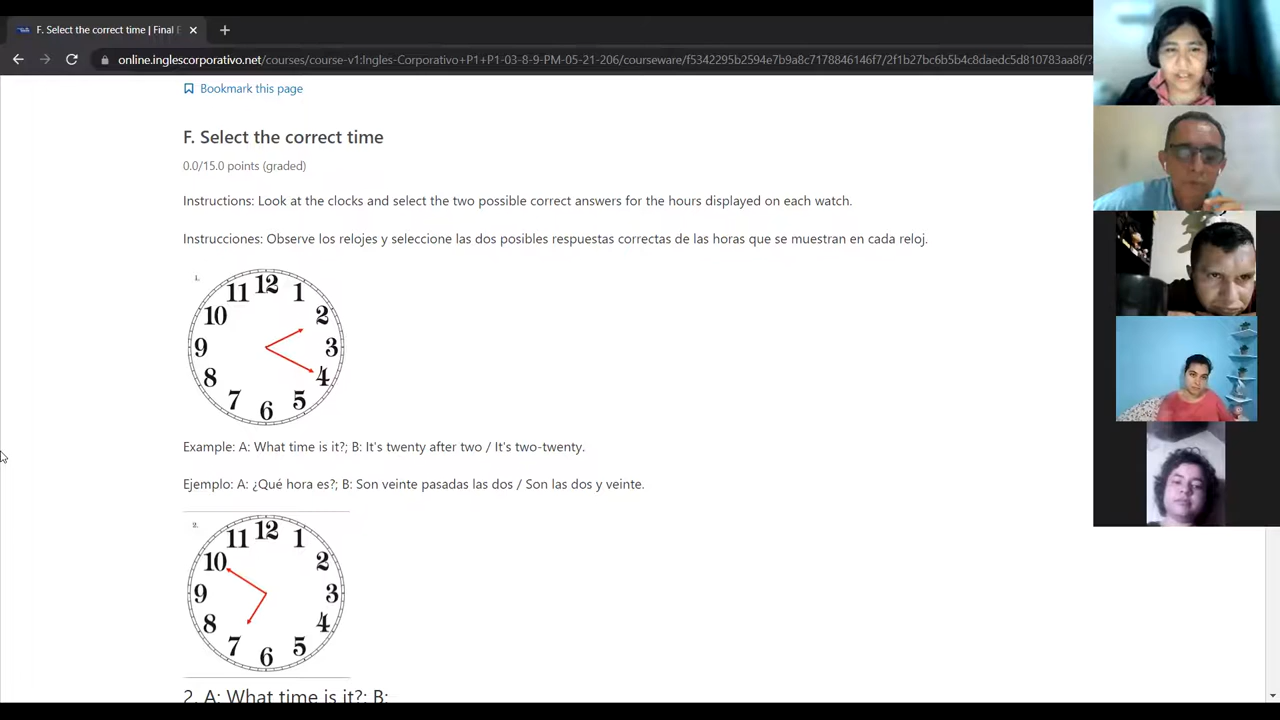 F. Select the correct time | Final E
online.inglescorporativo.net/courses/course-v1:Ingles-Corporativo+P1+P1-03-8-9-PM-05-21-206/courseware/f5342295b2594e7b9a8c7178846146f7/2f1b27bc6b5b4c8daedc5d810783aa8f/?
Bookmark this page
F. Select the correct time
0.0/15.0 points (graded)
Instructions: Look at the clocks and select the two possible correct answers for the hours displayed on each watch.
Instrucciones: Observe los relojes y seleccione las dos posibles respuestas correctas de las horas que se muestran en cada reloj.
1.
12 1 2 3 4 5 6 7 8 9 10 11
Example: A: What time is it?; B: It's twenty after two / It's two-twenty.
Ejemplo: A: ¿Qué hora es?; B: Son veinte pasadas las dos / Son las dos y veinte.
2.
12 1 2 3 4 5 6 7 8 9 10 11
2. A: What time is it?; B: